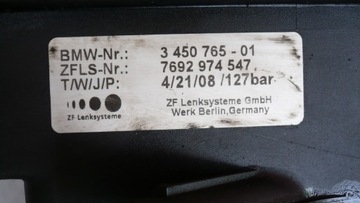 BMW-Nr.: 3 450 765 - 01
ZFLS-Nr.: 7692 974 547
T/W/J/P: 4/21/08 /127bar
ZF Lenksysteme
ZF Lenksysteme GmbH
Werk Berlin,Germany